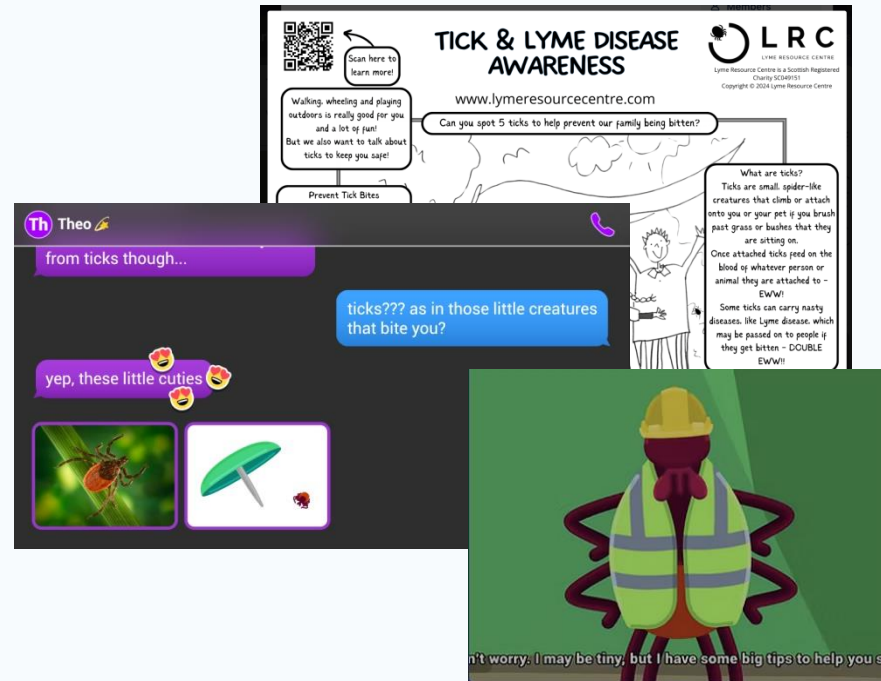 Members
TICK & LYME DISEASE
AWARENESS
www.lymeresourcecentre.com
LRC
LYME RESOURCE CENTRE
Lyme Resource Centre is a Scottish Registered
Charity SC049151
Copyright © 2024 Lyme Resource Centre
Scan here to
learn more!
Walking, wheeling and playing
outdoors is really good for you
and a lot of fun!
But we also want to talk about
ticks to keep you safe!
Can you spot 5 ticks to help prevent our family being bitten?
Prevent Tick Bites
What are ticks?
Ticks are small, spider-like
creatures that climb or attach
onto you or your pet if you brush
past grass or bushes that they
are sitting on.
Once attached ticks feed on the
blood of whatever person or
animal they are attached to -
EWW!
Some ticks can carry nasty
diseases, like Lyme disease, which
may be passed on to people if
they get bitten - DOUBLE
EWW!!
Th Theo
from ticks though...
ticks??? as in those little creatures
that bite you?
yep, these little cuties
n't worry. I may be tiny, but I have some big tips to help you s